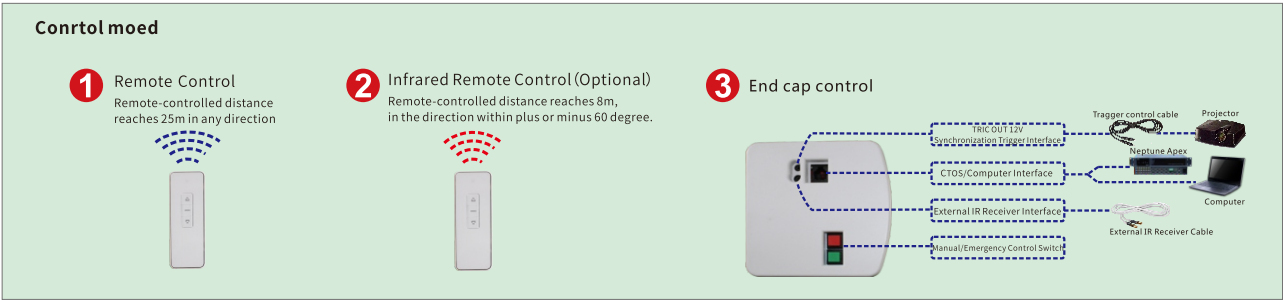 Conrtol moed
1
Remote Control
Remote-controlled distance
reaches 25m in any direction
2
Infrared Remote Control(Optional)
Remote-controlled distance reaches 8m,
in the direction within plus or minus 60 degree.
3
End cap control
TRIC OUT 12V
Synchronization Trigger Interface
CTOS/Computer Interface
External IR Receiver Interface
Manual/Emergency Control Switch
Tragger control cable
Projector
Neptune Apex
Computer
External IR Receiver Cable